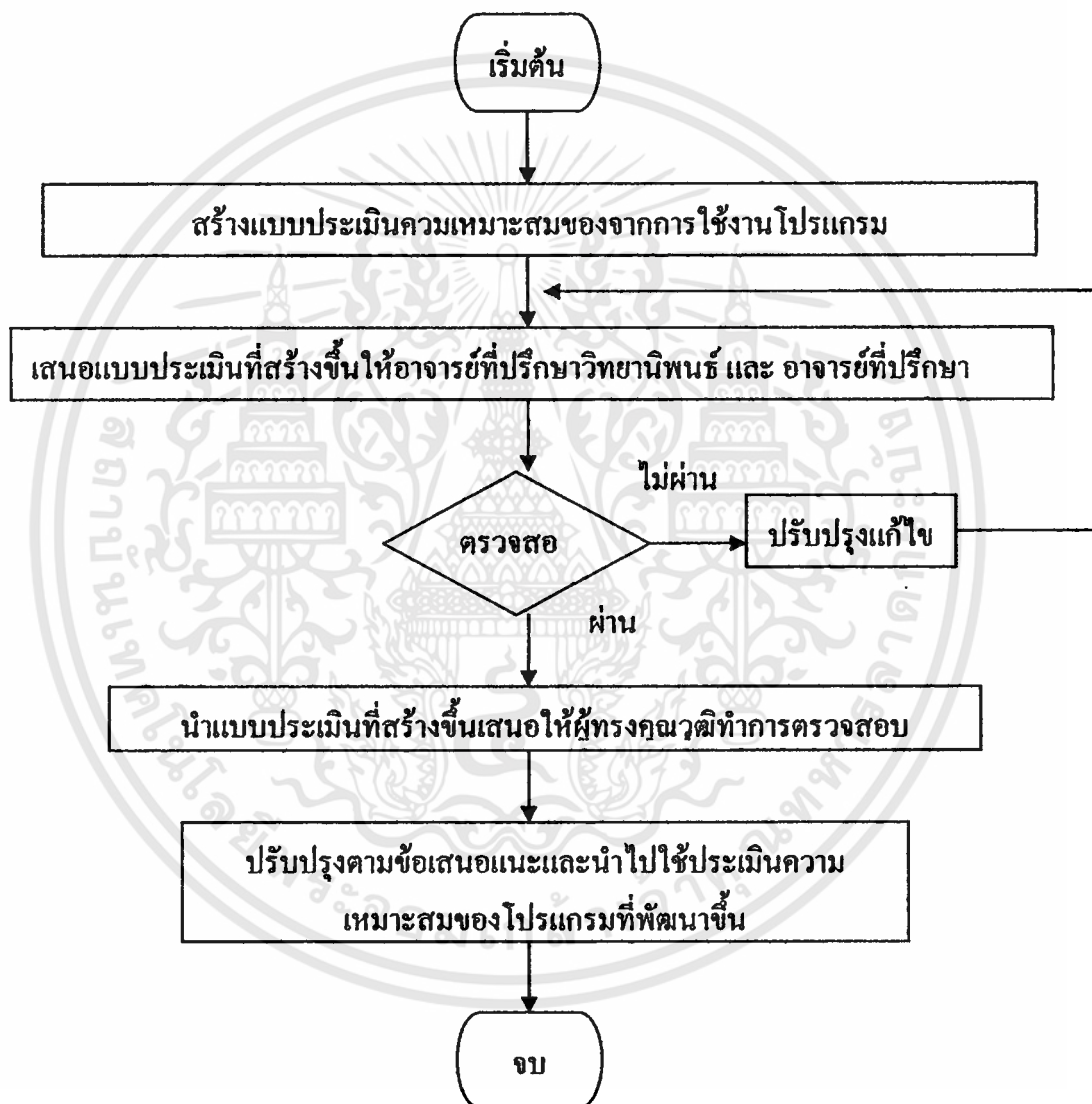 เริ่มต้น
สร้างแบบประเมินควมเหมาะสมของจากการใช้งานโปรแกรม
เสนอแบบประเมินที่สร้างขึ้นให้อาจารย์ที่ปรึกษาวิทยานิพนธ์ และ อาจารย์ที่ปรึกษา
ไม่ผ่าน
ตรวจสอ
ปรับปรุงแก้ไข
ผ่าน
นำแบบประเมินที่สร้างขึ้นเสนอให้ผู้ทรงคุณวุฒิทำการตรวจสอบ
ปรับปรุงตามข้อเสนอแนะและนำไปใช้ประเมินความ
เหมาะสมของโปรแกรมที่พัฒนาขึ้น
จบ